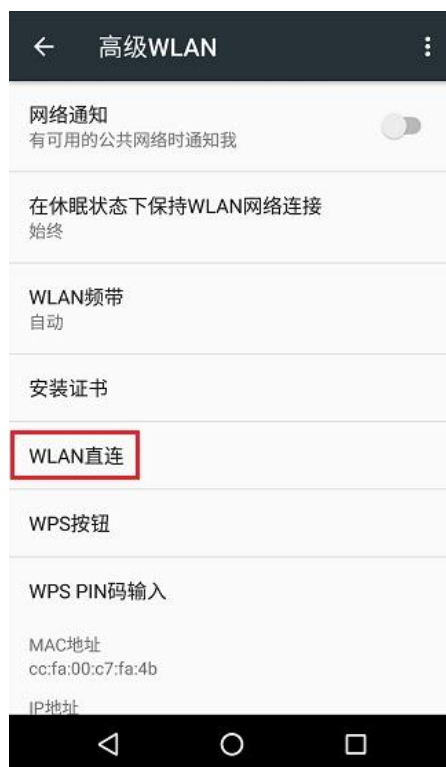 高级WLAN
网络通知
有可用的公共网络时通知我
在休眠状态下保持WLAN网络连接
始终
WLAN频带
自动
安装证书
WLAN直连
WPS按钮
WPS PIN码输入
MAC地址
cc:fa:00:c7:fa:4b
IP地址